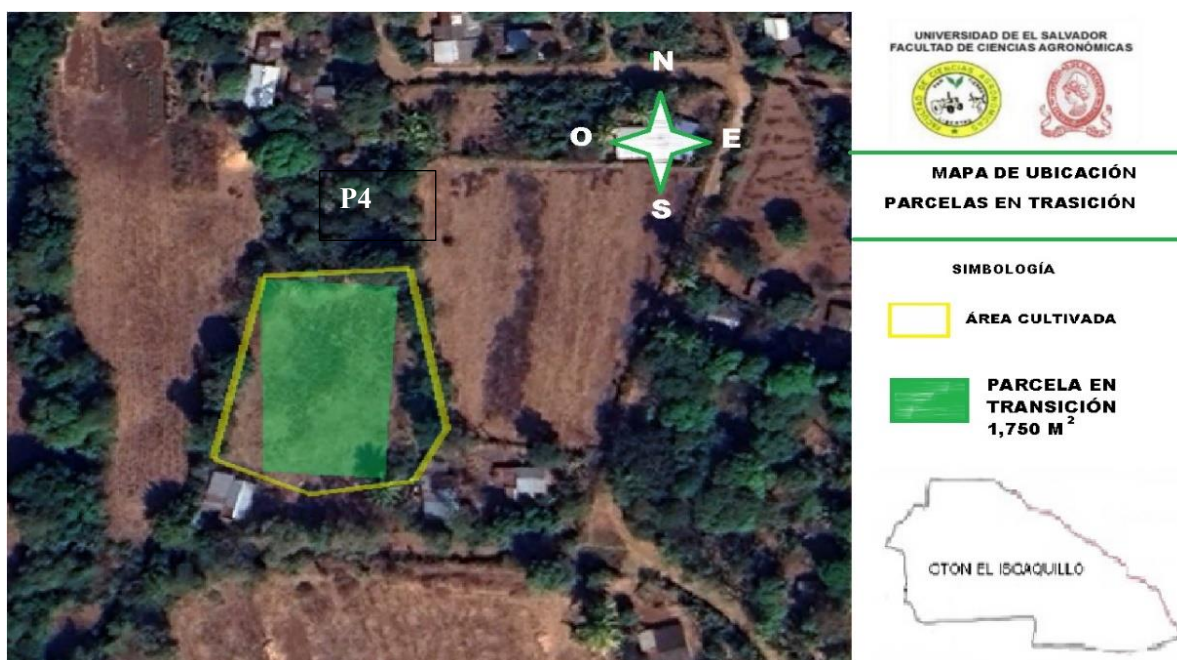 P4
N
O
E
S
UNIVERSIDAD DE EL SALVADOR
FACULTAD DE CIENCIAS AGRONÓMICAS
MAPA DE UBICACIÓN
PARCELAS EN TRASICIÓN
SIMBOLOGÍA
ÁREA CULTIVADA
PARCELA EN
TRANSICIÓN
1,750 M²
CTON EL ISCAQUILLO